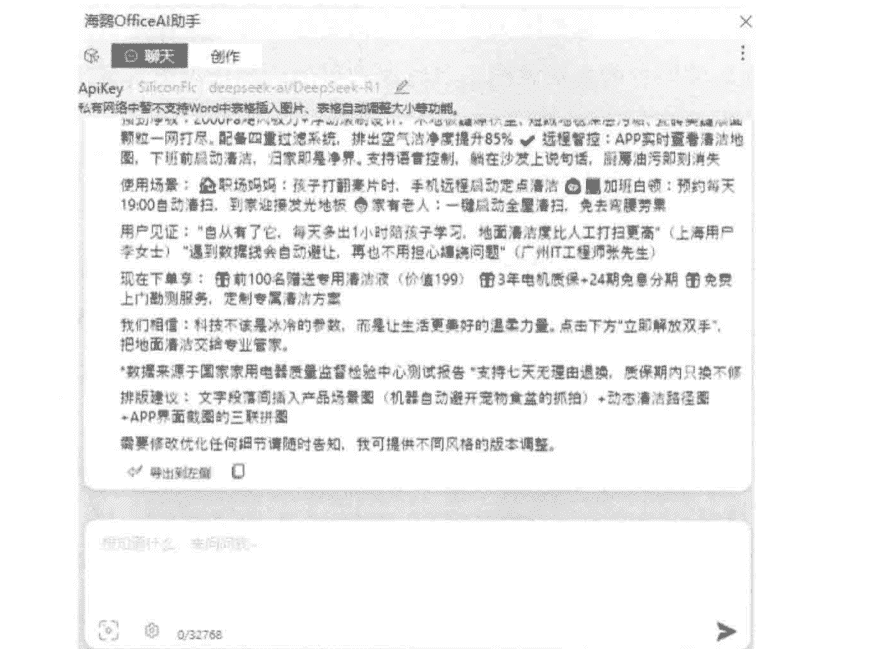 海鹦OfficeAI助手
聊天 创作
ApiKey SiliconFlc deepseek-ai/DeepSeek-R1
私有网络中暂不支持Word中表格插入图片、表格自动调整大小等功能。
颗粒一网打尽。配备四重过滤系统，排出空气洁净度提升85% ✔ 远程智控：APP实时查看清洁地
图，下班前启动清洁，归家即是净界。支持语音控制，躺在沙发上说句话，厨房油污即刻消失
使用场景： 职场妈妈：孩子打翻麦片时，手机远程启动定点清洁 加班白领：预约每天
19:00自动清扫，到家迎接发光地板 家有老人：一键启动全屋清扫，免去弯腰劳累
用户见证："自从有了它，每天多出1小时陪孩子学习，地面清洁度比人工打扫更高"（上海用户
李女士） "遇到数据线会自动避让，再也不用担心缠绕问题"（广州IT工程师张先生）
现在下单享： 🎁前100名赠送专用清洁液（价值199） 🎁3年电机质保+24期免息分期 🎁免费
上门勘测服务，定制专属清洁方案
我们相信：科技不该是冰冷的参数，而是让生活更美好的温柔力量。点击下方"立即解放双手"，
把地面清洁交给专业管家。
*数据来源于国家家用电器质量监督检验中心测试报告 *支持七天无理由退换，质保期内只换不修
排版建议： 文字段落间插入产品场景图（机器自动避开宠物食盆的抓拍）+动态清洁路径图
+APP界面截图的三联拼图
需要修改优化任何细节请随时告知，我可提供不同风格的版本调整。
导出到左侧
想知道什么，来问问我~
0/32768